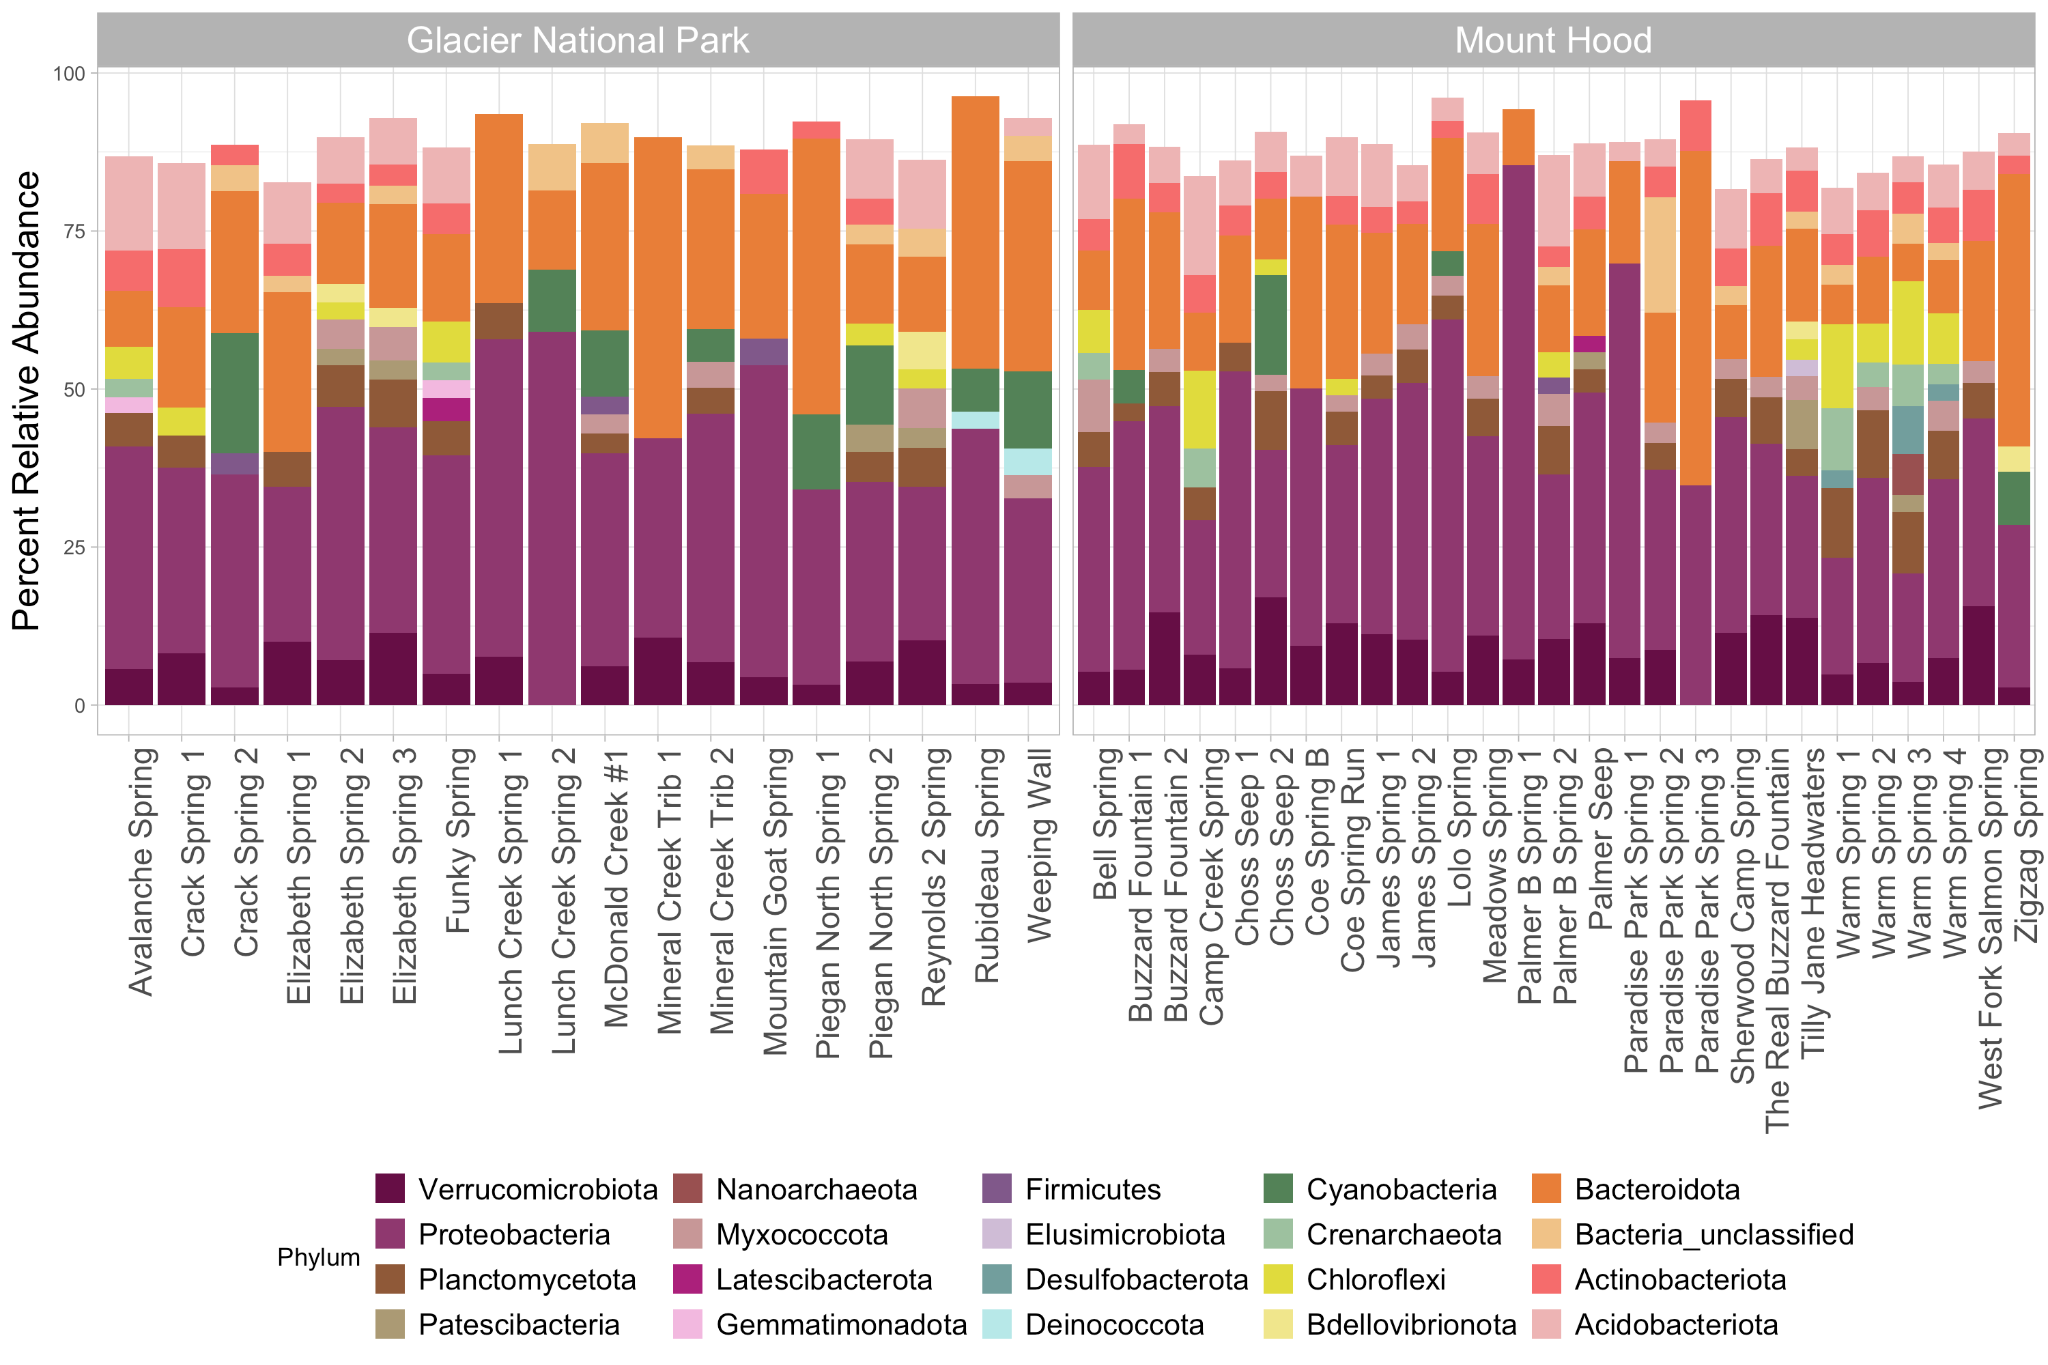 Glacier National Park
Mount Hood
Percent Relative Abundance
100
75
50
25
0
Avalanche Spring
Crack Spring 1
Crack Spring 2
Elizabeth Spring 1
Elizabeth Spring 2
Elizabeth Spring 3
Funky Spring
Lunch Creek Spring 1
Lunch Creek Spring 2
McDonald Creek #1
Mineral Creek Trib 1
Mineral Creek Trib 2
Mountain Goat Spring
Piegan North Spring 1
Piegan North Spring 2
Reynolds 2 Spring
Rubideau Spring
Weeping Wall
Bell Spring
Buzzard Fountain 1
Buzzard Fountain 2
Camp Creek Spring
Choss Seep 1
Choss Seep 2
Coe Spring B
Coe Spring Run
James Spring 1
James Spring 2
Lolo Spring
Meadows Spring
Palmer B Spring 1
Palmer B Spring 2
Palmer Seep
Paradise Park Spring 1
Paradise Park Spring 2
Paradise Park Spring 3
Sherwood Camp Spring
The Real Buzzard Fountain
Tilly Jane Headwaters
Warm Spring 1
Warm Spring 2
Warm Spring 3
Warm Spring 4
West Fork Salmon Spring
Zigzag Spring
Phylum
Verrucomicrobiota
Proteobacteria
Planctomycetota
Patescibacteria
Nanoarchaeota
Myxococcota
Latescibacterota
Gemmatimonadota
Firmicutes
Elusimicrobiota
Desulfobacterota
Deinococcota
Cyanobacteria
Crenarchaeota
Chloroflexi
Bdellovibrionota
Bacteroidota
Bacteria_unclassified
Actinobacteriota
Acidobacteriota